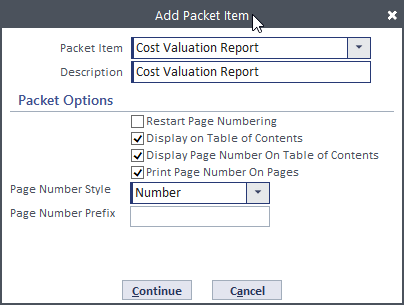 Add Packet Item
Packet Item Cost Valuation Report
Description Cost Valuation Report
Packet Options
Restart Page Numbering
Display on Table of Contents
Display Page Number On Table of Contents
Print Page Number On Pages
Page Number Style Number
Page Number Prefix
Continue Cancel